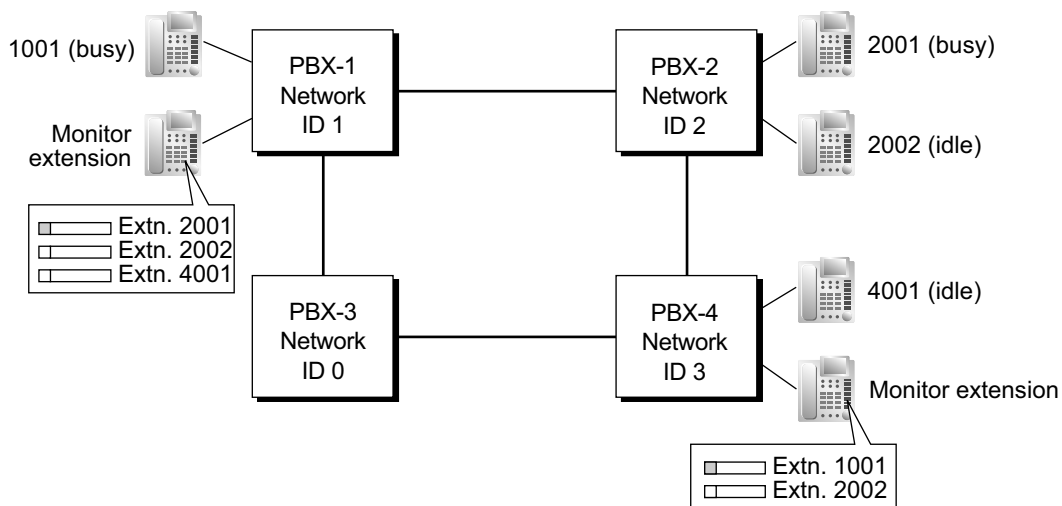 1001 (busy)
PBX-1
Network
ID 1
PBX-2
Network
ID 2
2001 (busy)
Monitor
extension
2002 (idle)
Extn. 2001
Extn. 2002
Extn. 4001
PBX-3
Network
ID 0
PBX-4
Network
ID 3
4001 (idle)
Monitor extension
Extn. 1001
Extn. 2002